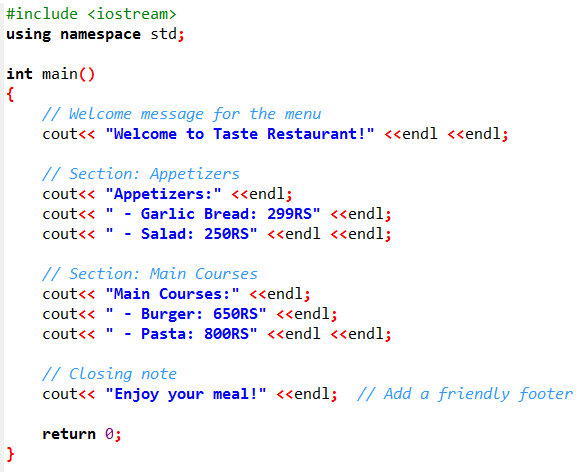 #include <iostream>
using namespace std;

int main()
{
    // Welcome message for the menu
    cout<< "Welcome to Taste Restaurant!" <<endl <<endl;

    // Section: Appetizers
    cout<< "Appetizers:" <<endl;
    cout<< " - Garlic Bread: 299RS" <<endl;
    cout<< " - Salad: 250RS" <<endl <<endl;

    // Section: Main Courses
    cout<< "Main Courses:" <<endl;
    cout<< " - Burger: 650RS" <<endl;
    cout<< " - Pasta: 800RS" <<endl <<endl;

    // Closing note
    cout<< "Enjoy your meal!" <<endl;  // Add a friendly footer

    return 0;
}